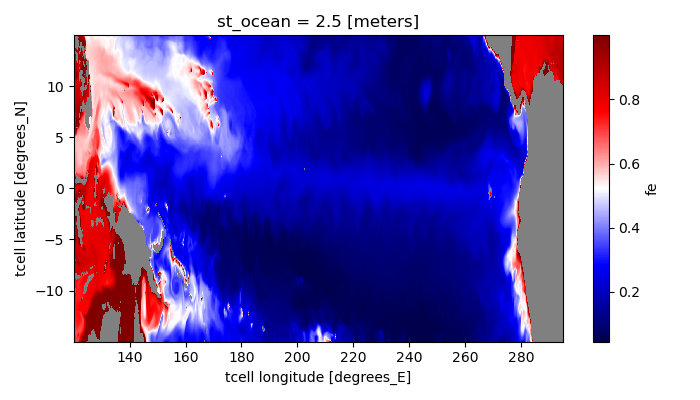 st_ocean = 2.5 [meters]
10
5
0
−5
−10
tcell latitude [degrees_N]
140 160 180 200 220 240 260 280
tcell longitude [degrees_E]
0.8
0.6
0.4
0.2
fe